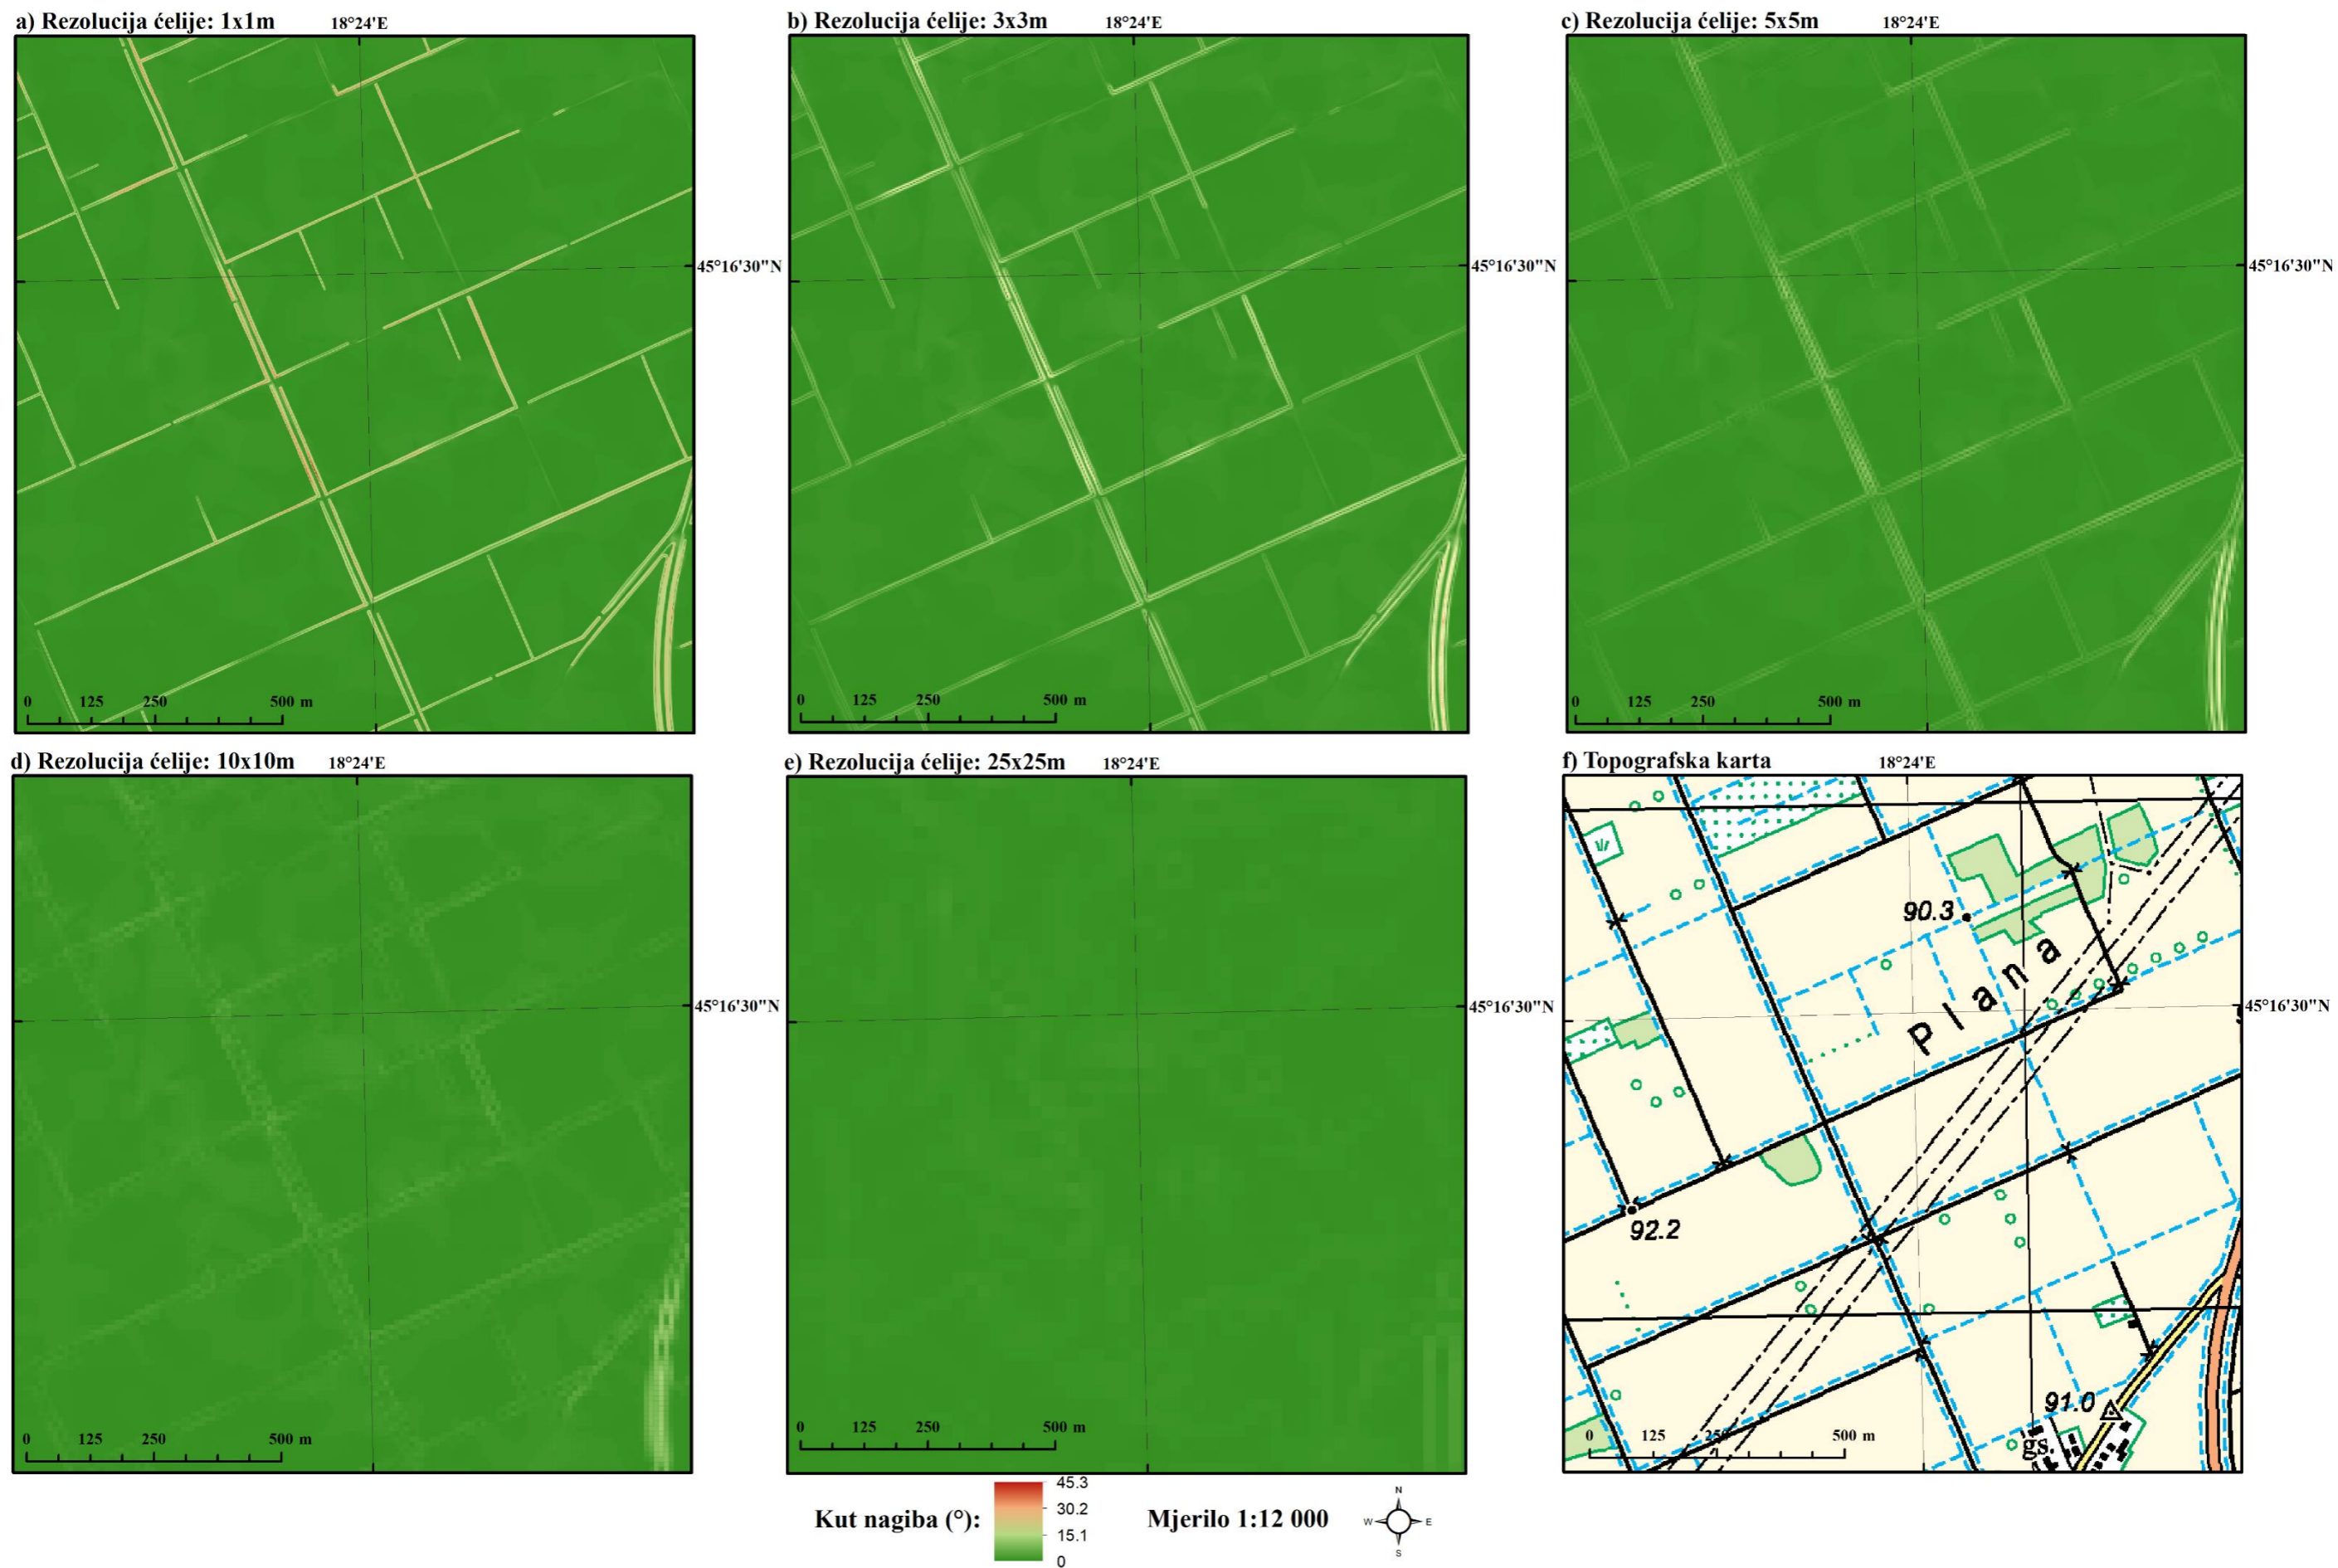 a) Rezolucija ćelije: 1x1m
18°24'E
b) Rezolucija ćelije: 3x3m
18°24'E
c) Rezolucija ćelije: 5x5m
18°24'E
45°16'30"N
45°16'30"N
45°16'30"N
0 125 250 500 m
0 125 250 500 m
0 125 250 500 m
d) Rezolucija ćelije: 10x10m
18°24'E
e) Rezolucija ćelije: 25x25m
18°24'E
f) Topografska karta
18°24'E
90.3
Plana
45°16'30"N
45°16'30"N
45°16'30"N
92.2
91.0
gs.
0 125 250 500 m
0 125 250 500 m
0 125 250 500 m
Kut nagiba (°):
45.3
30.2
15.1
0
Mjerilo 1:12 000
N
W
E
S